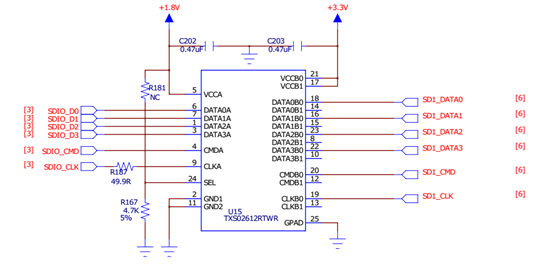 +1.8V
+3.3V
C202
0.47uF
C203
0.47uF
R181
NC
5
VCCA
VCCB0
21
VCCB1
17
[3]
SDIO_D0
6
DATA0A
DATA0B0
18
SD1_DATA0
[6]
DATA0B1
14
SDIO_D1
7
DATA1A
DATA1B0
16
SD1_DATA1
[6]
DATA1B1
15
[3]
SDIO_D2
1
DATA2A
DATA2B0
23
SD1_DATA2
[6]
DATA2B1
8
SDIO_D3
3
DATA3A
DATA3B0
22
SD1_DATA3
[6]
DATA3B1
10
[3]
SDIO_CMD
4
CMDA
CMDB0
20
SD1_CMD
[6]
CMDB1
12
[3]
SDIO_CLK
R187
49.9R
9
CLKA
24
SEL
CLKB0
19
SD1_CLK
[6]
CLKB1
13
R167
4.7K
5%
2
GND1
11
GND2
U15
TXS02612RTWR
GPAD
25